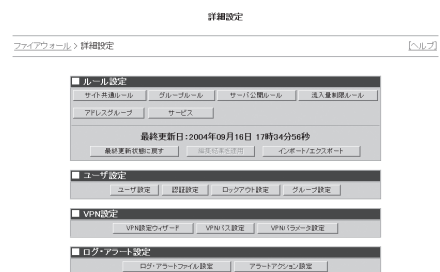 詳細設定
ファイアウォール > 詳細設定 [ヘルプ]
■ ルール設定
サイト共通ルール グループルール サーバ公開ルール 流入量制限ルール
アドレスグループ サービス
最終更新日:2004年09月16日 17時34分56秒
最終更新状態に戻す 編集結果を適用 インポート/エクスポート
■ ユーザ設定
ユーザ設定 認証設定 ロックアウト設定 グループ設定
■ VPN設定
VPN設定ウィザード VPNパス設定 VPNパラメータ設定
■ ログ・アラート設定
ログ・アラートファイル設定 アラートアクション設定